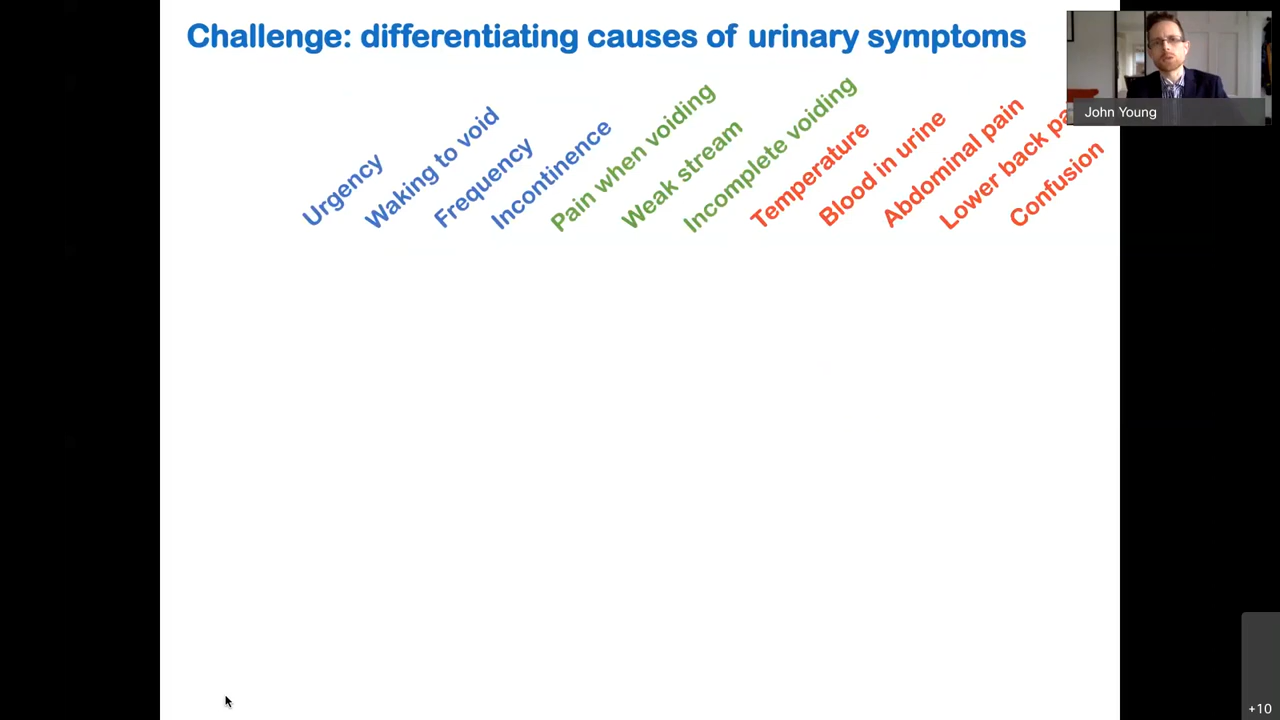 Challenge: differentiating causes of urinary symptoms
John Young
Urgency
Waking to void
Frequency
Incontinence
Pain when voiding
Weak stream
Incomplete voiding
Temperature
Blood in urine
Abdominal pain
Lower back
Confusion
+10